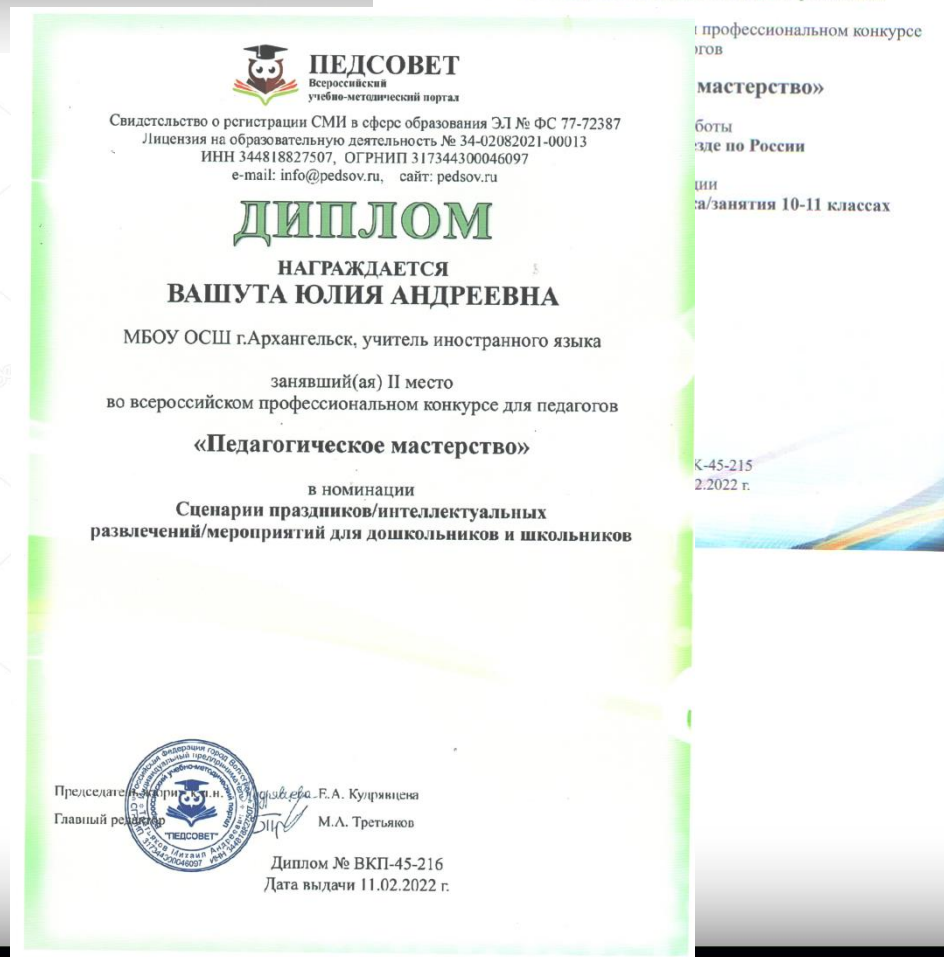 ПЕДСОВЕТ
Всероссийский
учебно-методический портал
Свидетельство о регистрации СМИ в сфере образования ЭЛ № ФС 77-72387
Лицензия на образовательную деятельность № 34-02082021-00013
ИНН 344818827507, ОГРНИП 317344300046097
e-mail: info@pedsov.ru, сайт: pedsov.ru
ДИПЛОМ
НАГРАЖДАЕТСЯ
ВАШУТА ЮЛИЯ АНДРЕЕВНА
МБОУ ОСШ г.Архангельск, учитель иностранного языка
занявший(ая) II место
во всероссийском профессиональном конкурсе для педагогов
«Педагогическое мастерство»
в номинации
Сценарии праздников/интеллектуальных
развлечений/мероприятий для дошкольников и школьников
Председатель жюри, к.п.н. Е.А. Кудрявцева
Главный редактор М.А. Третьяков
"ПЕДСОВЕТ"
Диплом № ВКП-45-216
Дата выдачи 11.02.2022 г.
профессиональном конкурсе
огов
мастерство»
боты
зде по России
ции
а/занятия 10-11 классах
К-45-215
2.2022 г.